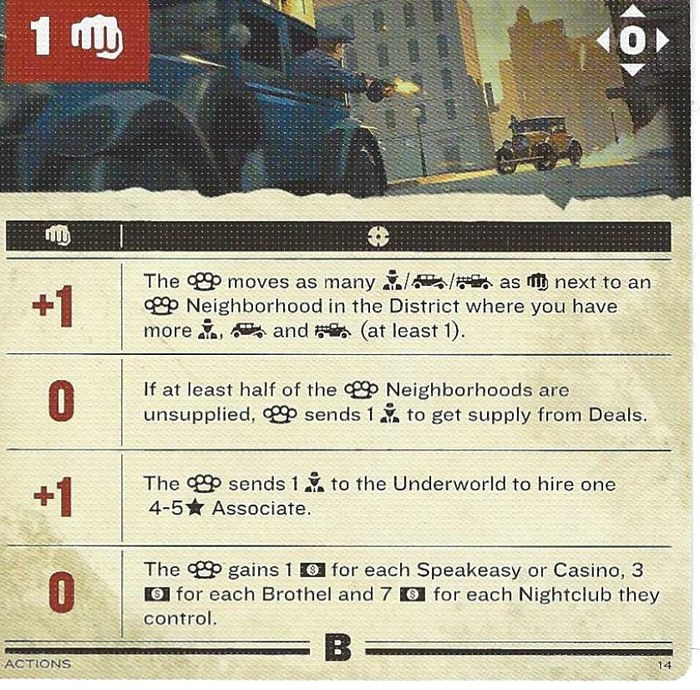 1
0
+1
The moves as many / / as next to an
Neighborhood in the District where you have
more , and (at least 1).
0
If at least half of the Neighborhoods are
unsupplied, sends 1 to get supply from Deals.
+1
The sends 1 to the Underworld to hire one
4-5★ Associate.
0
The gains 1 $ for each Speakeasy or Casino, 3
$ for each Brothel and 7 $ for each Nightclub they
control.
B
ACTIONS
14